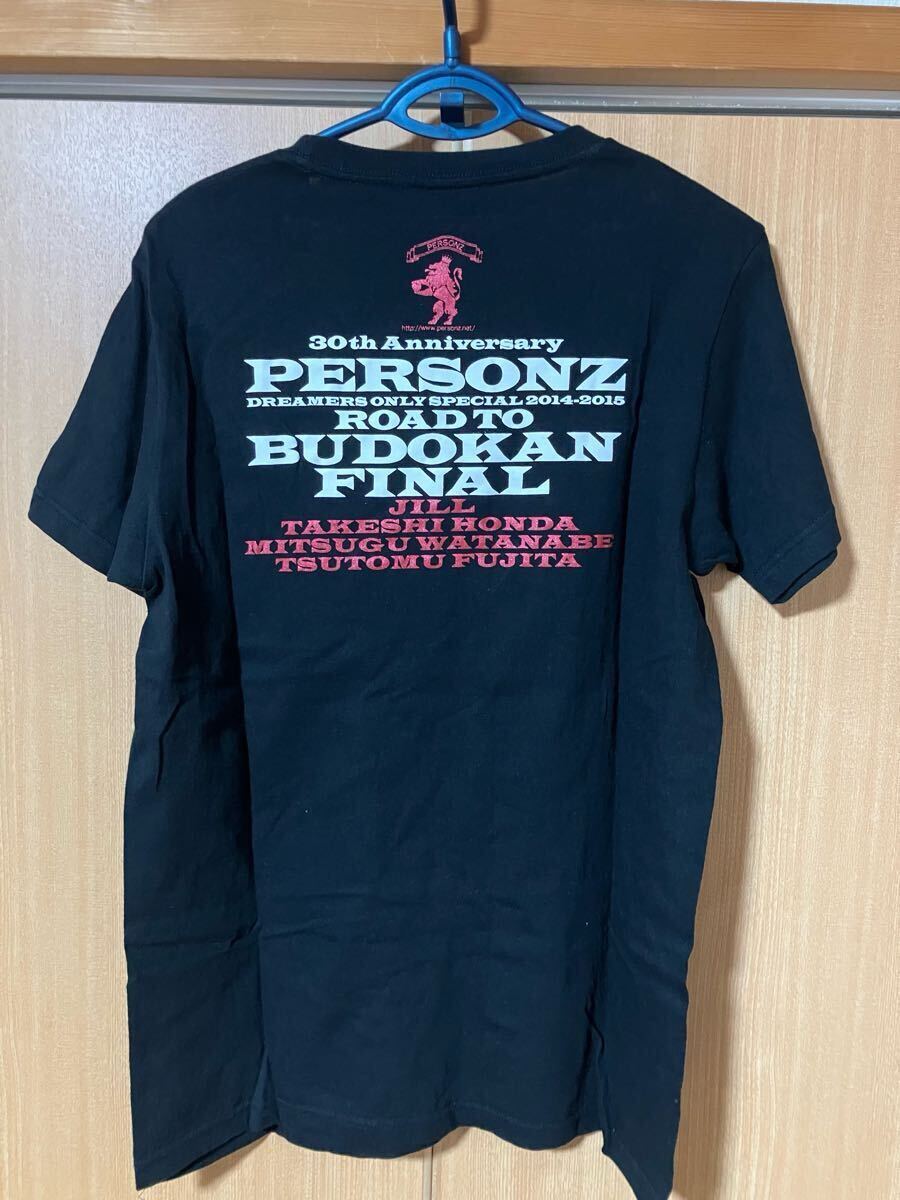 PERSONZ
http://www.personz.net/
30th Anniversary
PERSONZ
DREAMERS ONLY SPECIAL 2014-2015
ROAD TO
BUDOKAN
FINAL
JILL
TAKESHI HONDA
MITSUGU WATANABE
TSUTOMU FUJITA